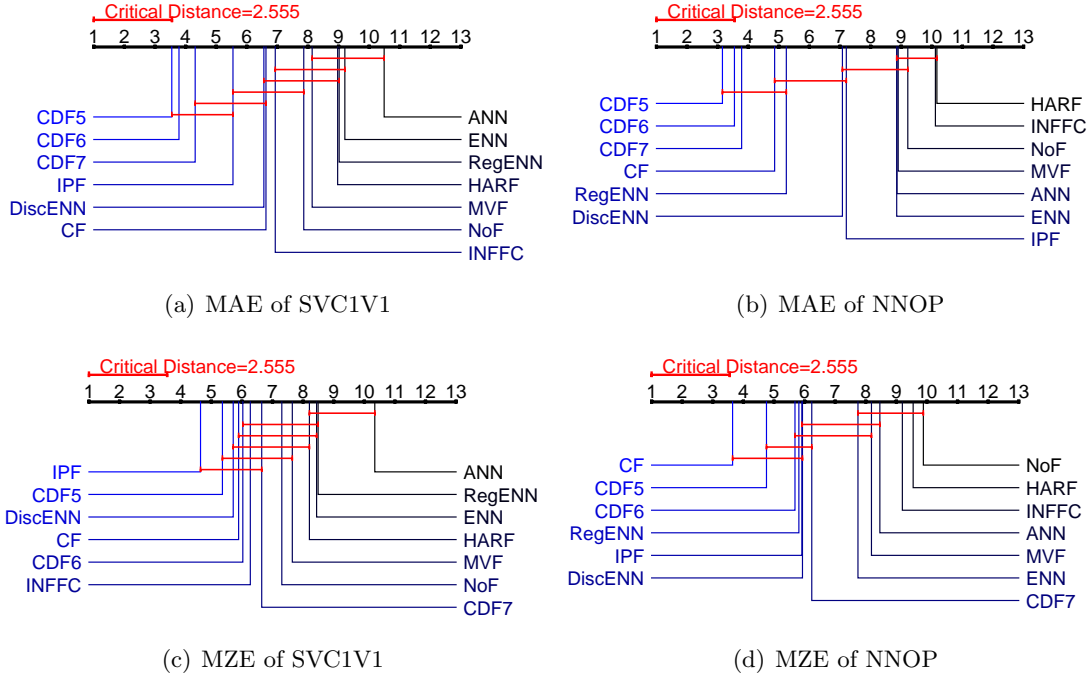 Critical Distance=2.555
1 2 3 4 5 6 7 8 9 10 11 12 13
CDF5
CDF6
CDF7
IPF
DiscENN
CF
ANN
ENN
RegENN
HARF
MVF
NoF
INFFC
(a) MAE of SVC1V1
Critical Distance=2.555
1 2 3 4 5 6 7 8 9 10 11 12 13
CDF5
CDF6
CDF7
CF
RegENN
DiscENN
HARF
INFFC
NoF
MVF
ANN
ENN
IPF
(b) MAE of NNOP
Critical Distance=2.555
1 2 3 4 5 6 7 8 9 10 11 12 13
IPF
CDF5
DiscENN
CF
CDF6
INFFC
ANN
RegENN
ENN
HARF
MVF
NoF
CDF7
(c) MZE of SVC1V1
Critical Distance=2.555
1 2 3 4 5 6 7 8 9 10 11 12 13
CF
CDF5
CDF6
RegENN
IPF
DiscENN
NoF
HARF
INFFC
ANN
MVF
ENN
CDF7
(d) MZE of NNOP